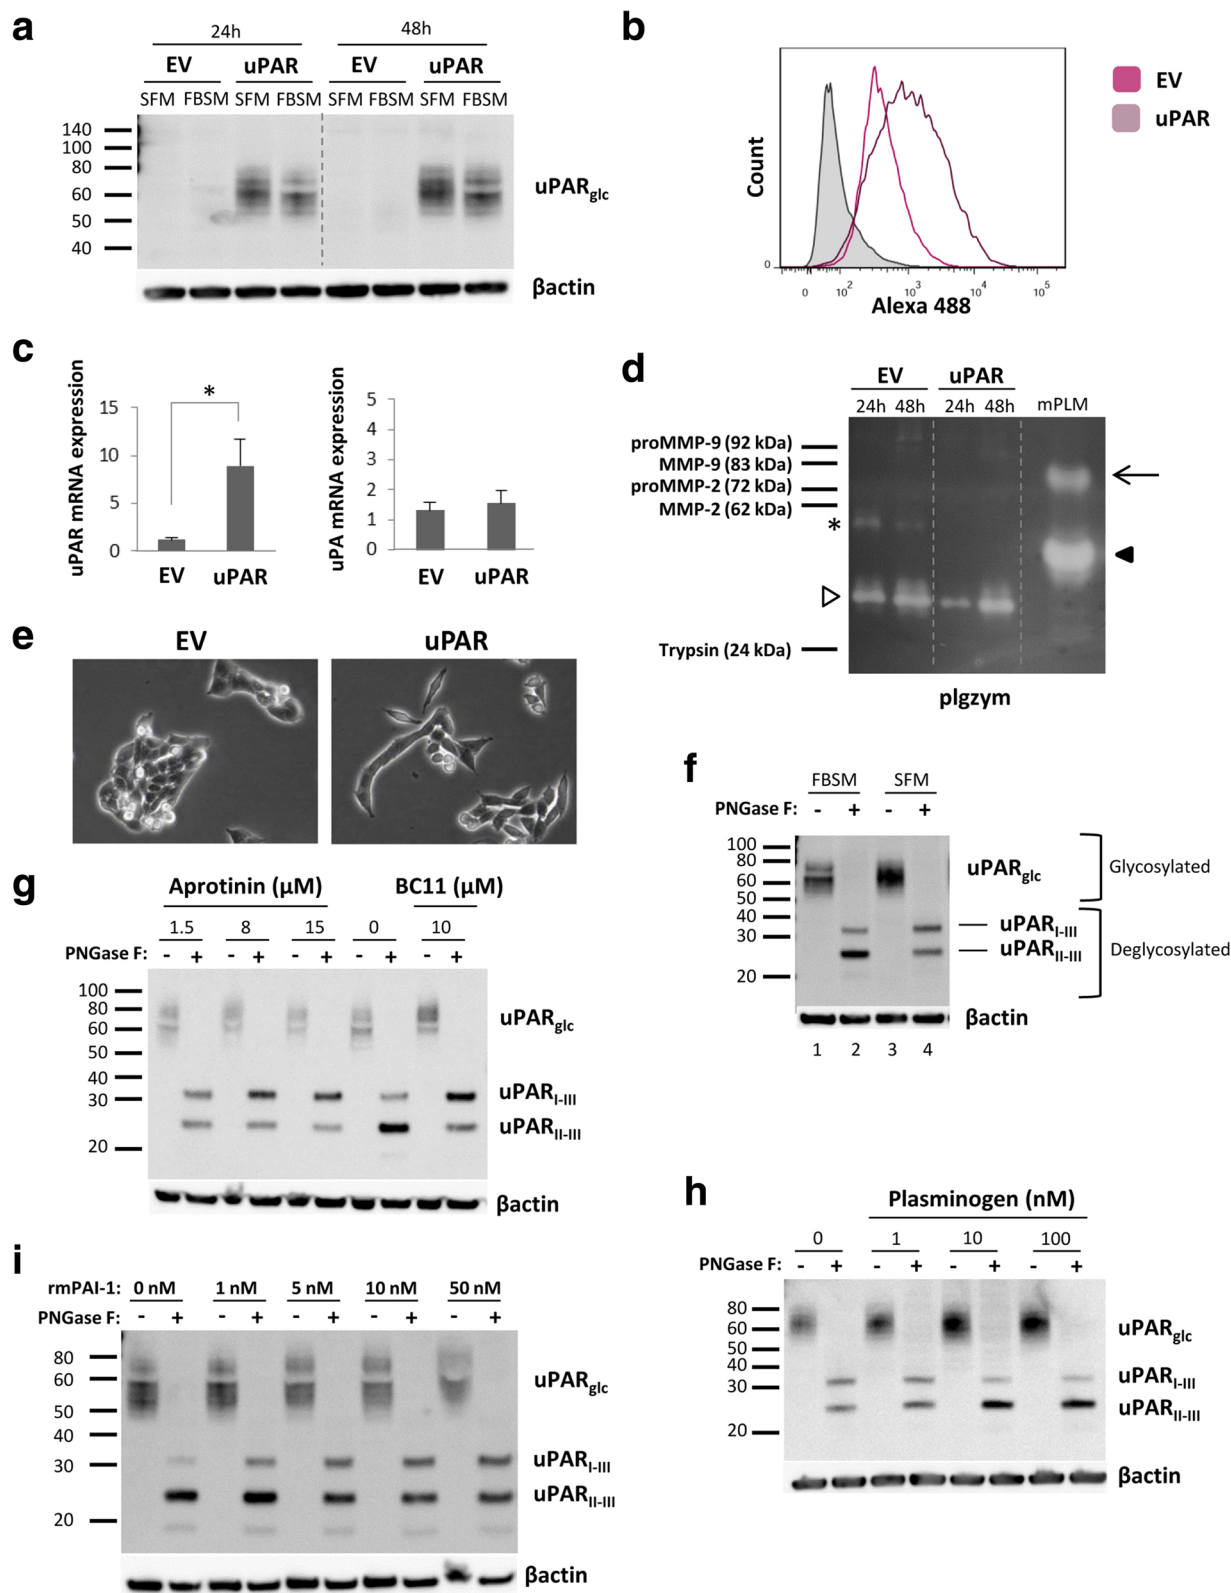 a
24h 48h
EV uPAR EV uPAR
SFM FBSM SFM FBSM SFM FBSM SFM FBSM
140
100
80
60
50
40
uPARglc
βactin
b
Count
0
0 10² 10³ 10⁴ 10⁵
Alexa 488
EV
uPAR
c
uPAR mRNA expression
15
10
5
0
*
EV uPAR
uPA mRNA expression
5
4
3
2
1
0
EV uPAR
d
EV uPAR
24h 48h 24h 48h mPLM
proMMP-9 (92 kDa)
MMP-9 (83 kDa)
proMMP-2 (72 kDa)
MMP-2 (62 kDa)
*
Trypsin (24 kDa)
plgzym
e
EV uPAR
f
FBSM SFM
PNGase F: - + - +
100
80
60
50
40
30
20
uPARglc
Glycosylated
uPARI-III
uPARII-III
Deglycosylated
βactin
1 2 3 4
g
Aprotinin (µM) BC11 (µM)
1.5 8 15 0 10
PNGase F: - + - + - + - + - +
100
80
60
50
40
30
20
uPARglc
uPARI-III
uPARII-III
βactin
h
Plasminogen (nM)
0 1 10 100
PNGase F: - + - + - + - +
80
60
50
40
30
20
uPARglc
uPARI-III
uPARII-III
βactin
i
rmPAI-1: 0 nM 1 nM 5 nM 10 nM 50 nM
PNGase F: - + - + - + - + - +
80
60
50
40
30
20
uPARglc
uPARI-III
uPARII-III
βactin